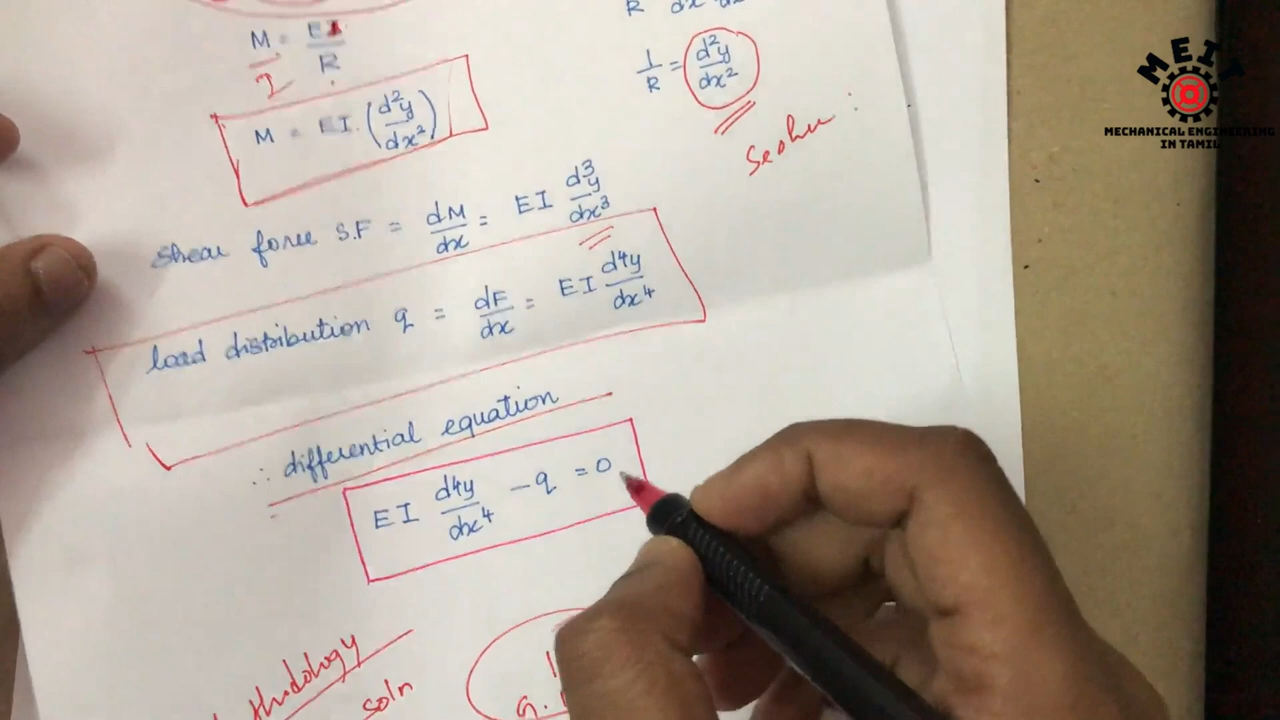 M = EI
I R
M = EI (d²y/dx²)
1/R = d²y/dx²
shear force S.F = dM/dx = EI d³y/dx³
load distribution q = dF/dx = EI d⁴y/dx⁴
∴ differential equation
EI d⁴y/dx⁴ - q = 0
soln
MEIT
MECHANICAL ENGINEERING
IN TAMIL